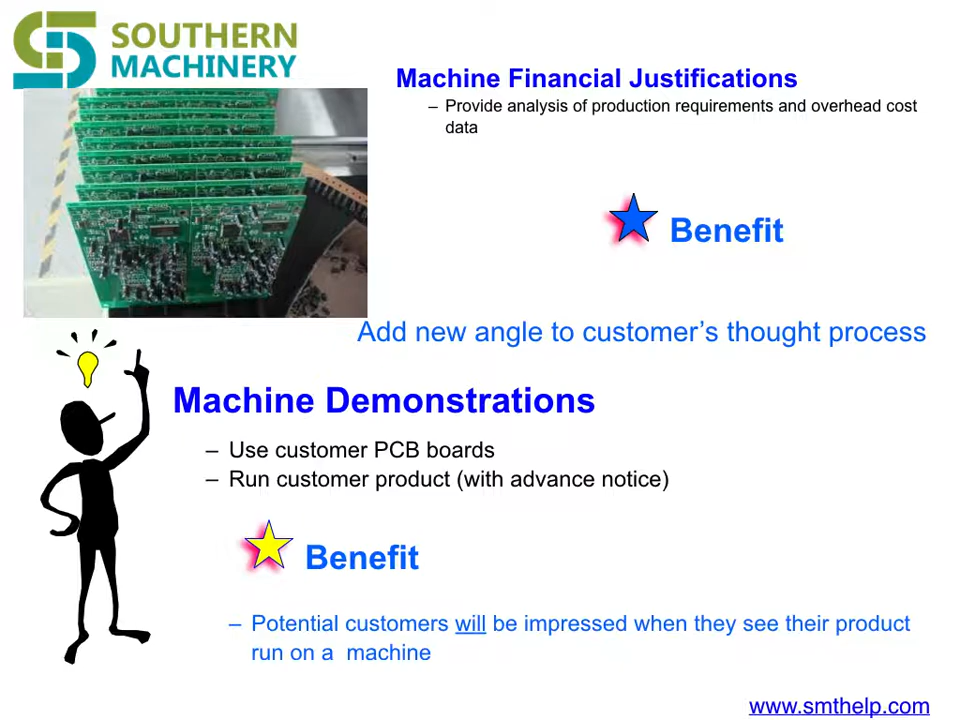 SOUTHERN
MACHINERY
Machine Financial Justifications
– Provide analysis of production requirements and overhead cost
data
Benefit
Add new angle to customer’s thought process
Machine Demonstrations
– Use customer PCB boards
– Run customer product (with advance notice)
Benefit
– Potential customers will be impressed when they see their product
run on a  machine
www.smthelp.com